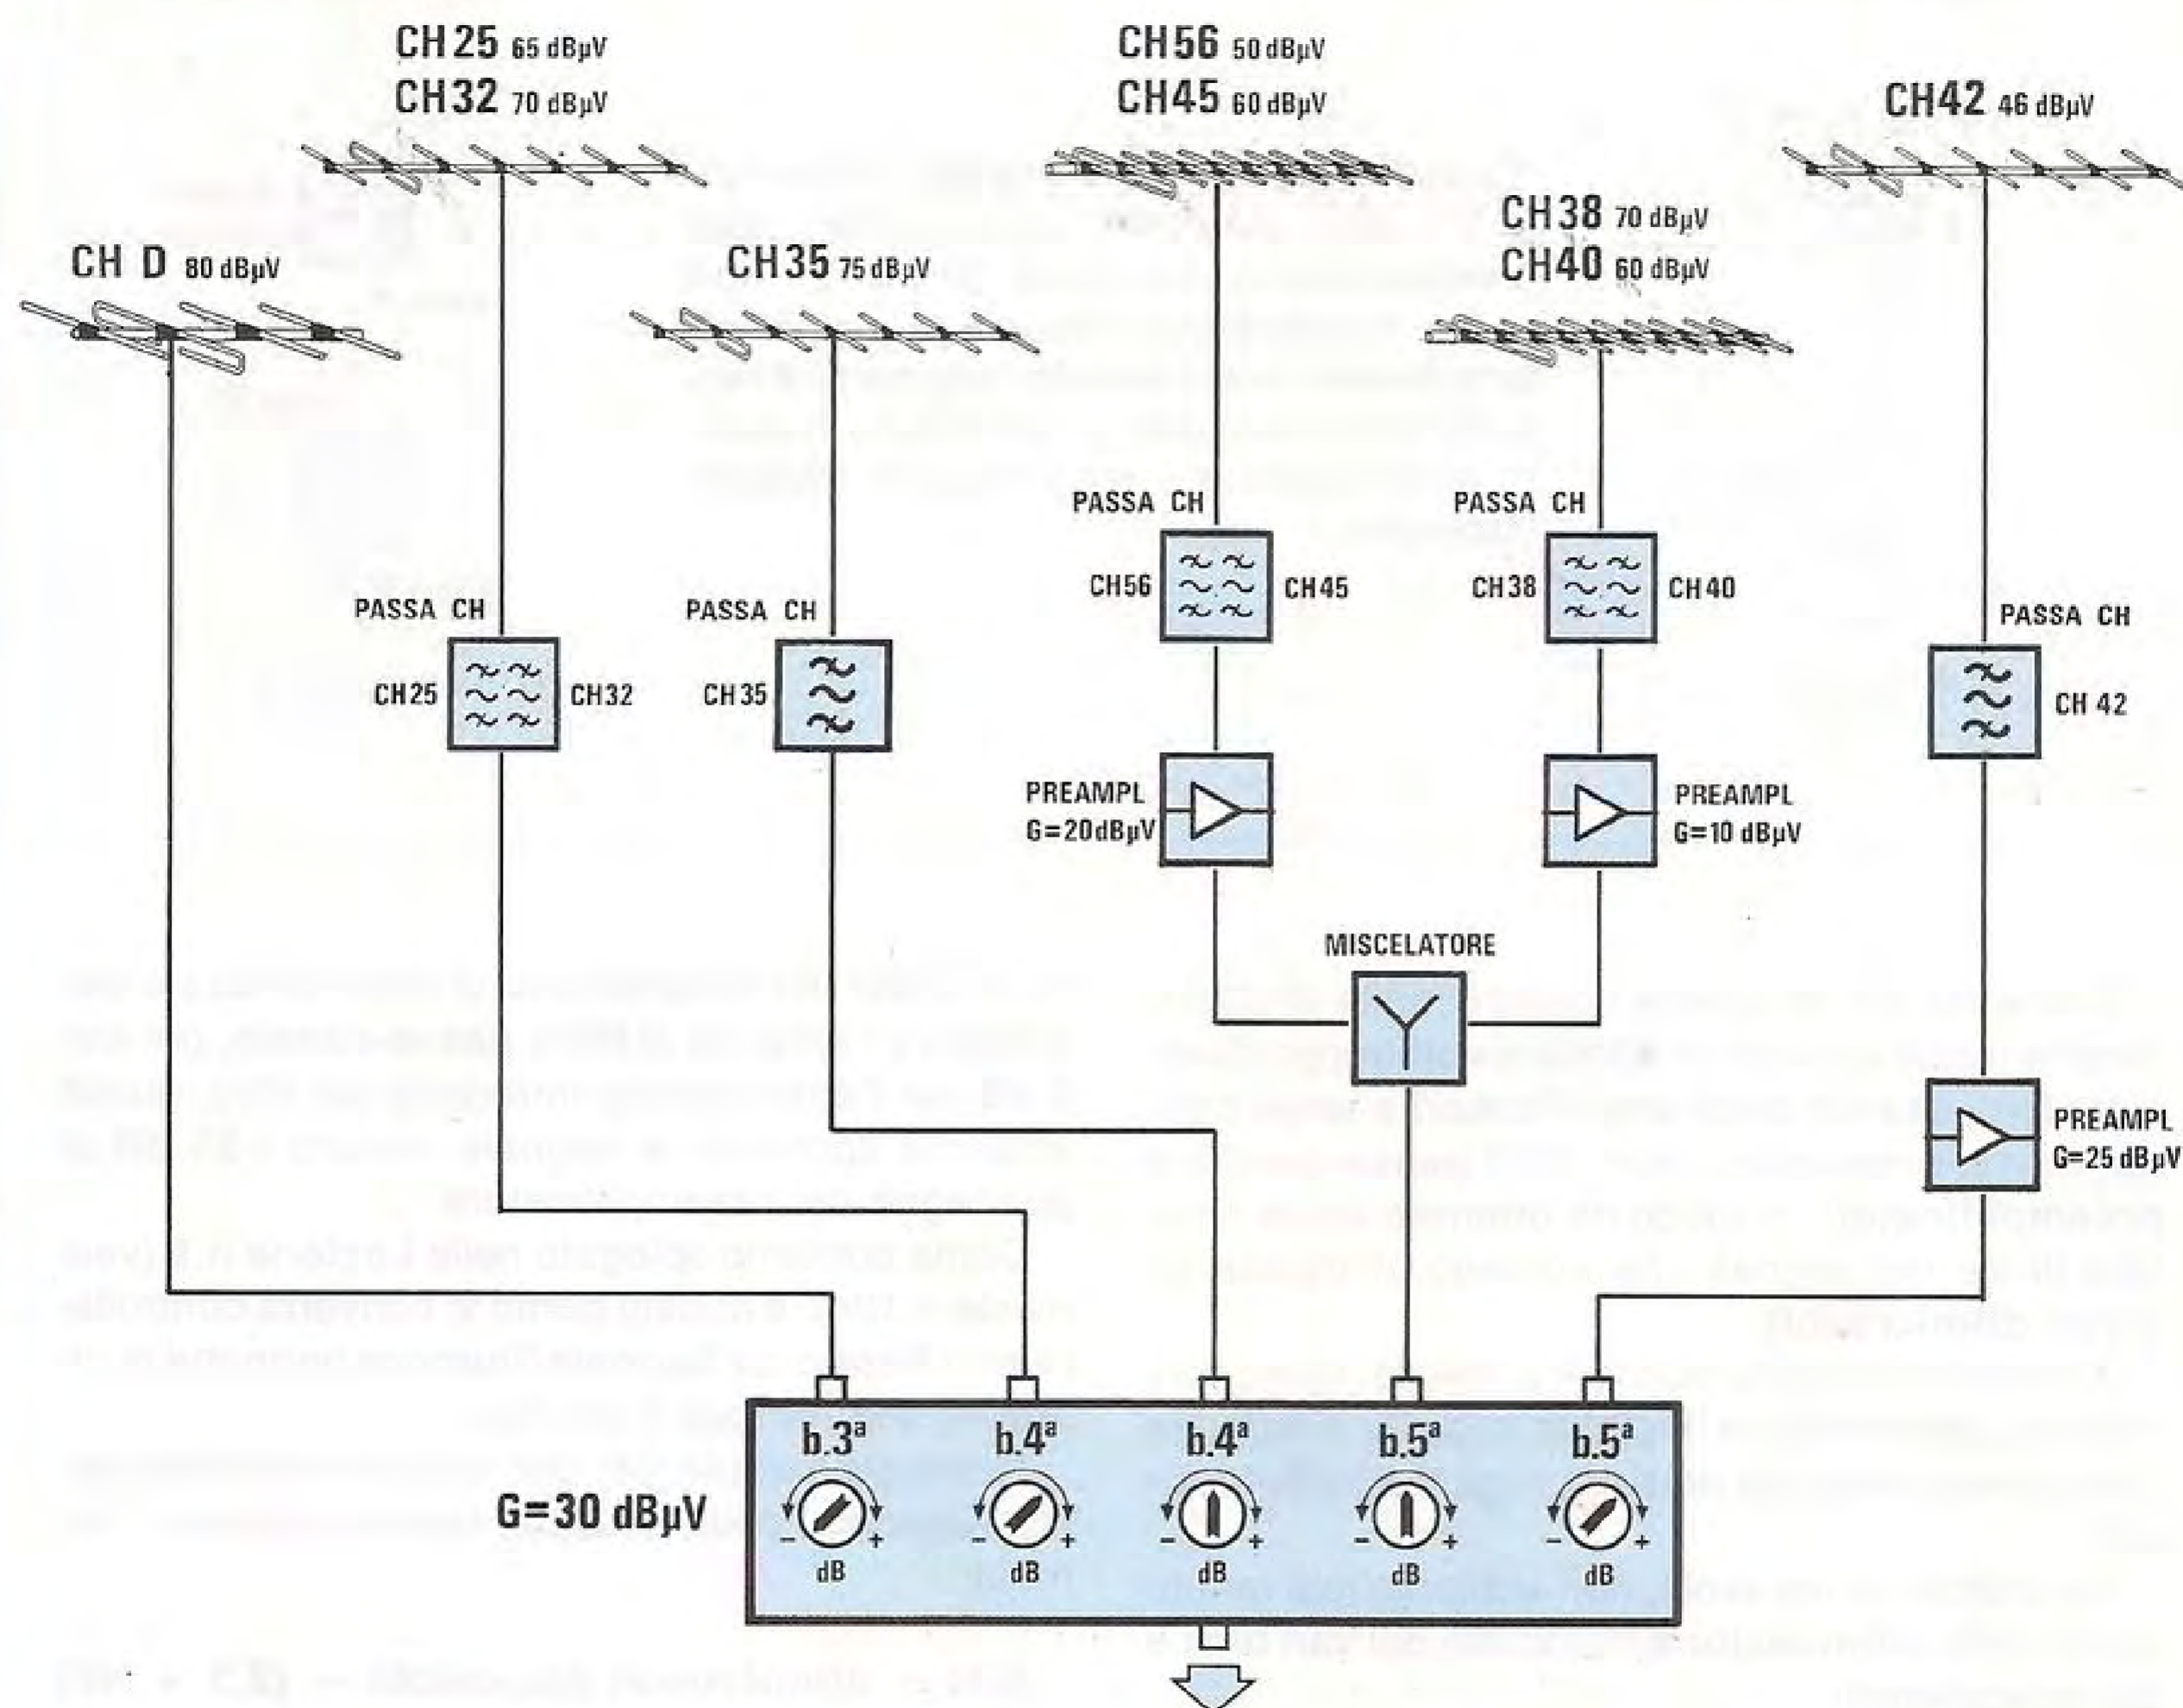 CH25 65 dBµV
CH32 70 dBµV
CH56 50 dBµV
CH45 60 dBµV
CH42 46 dBµV
CH38 70 dBµV
CH40 60 dBµV
CH D 80 dBµV
CH35 75 dBµV
PASSA CH
CH56
CH45
PASSA CH
CH38
CH40
PASSA CH
CH25
CH32
PASSA CH
CH35
PASSA CH
CH 42
PREAMPL
G=20dBµV
PREAMPL
G=10 dBµV
MISCELATORE
PREAMPL
G=25 dBµV
G=30 dBµV
b.3ª
b.4ª
b.4ª
b.5ª
b.5ª
- +
- +
- +
- +
- +
dB
dB
dB
dB
dB